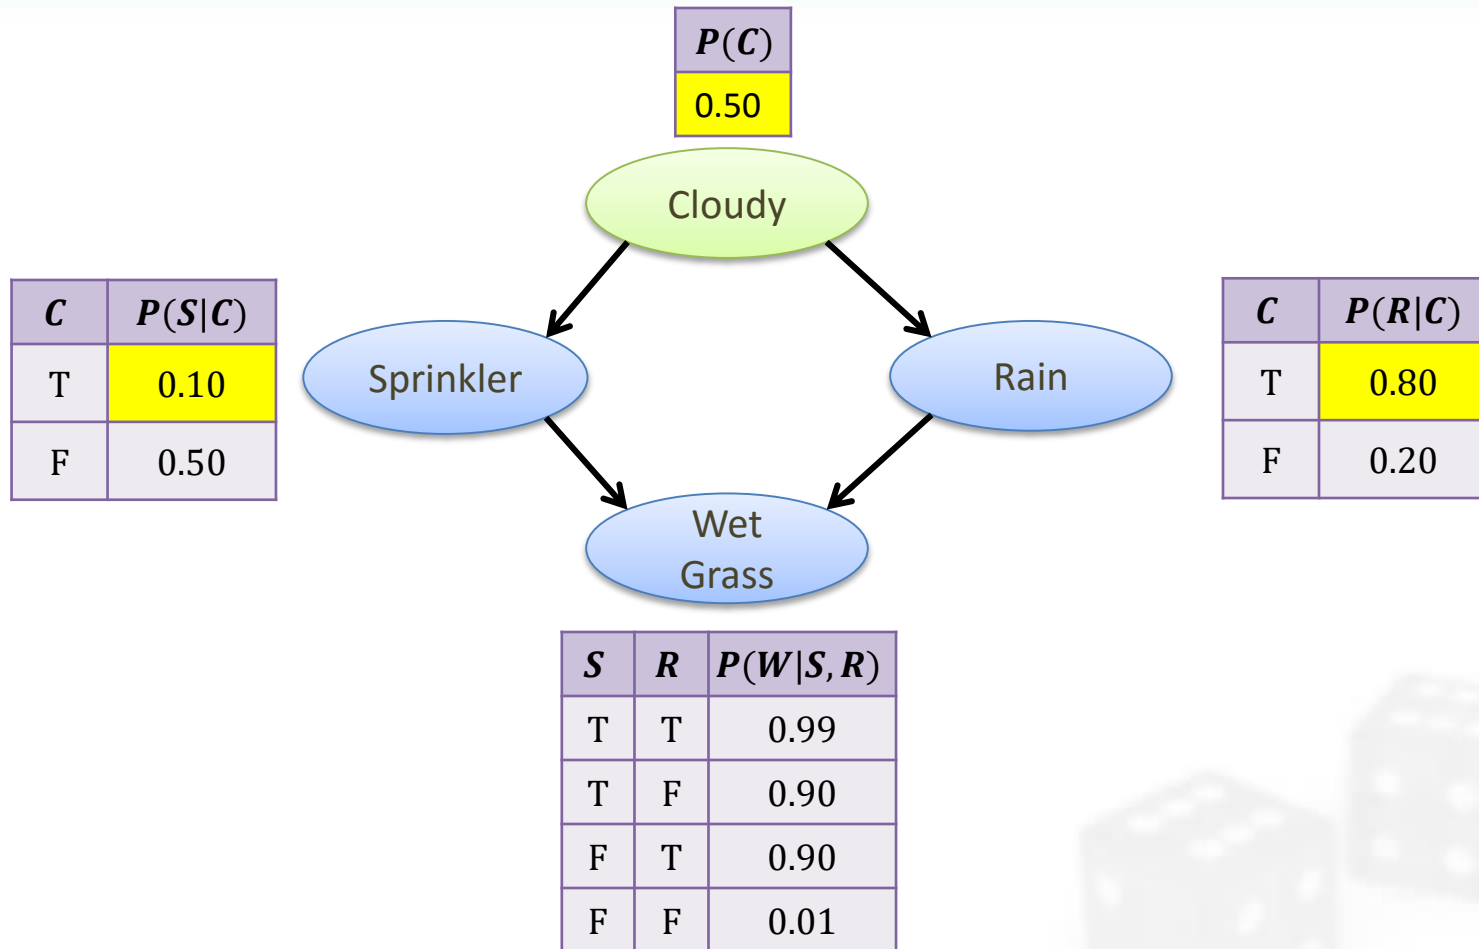 P(C)
0.50
Cloudy
C P(S|C)
T 0.10
F 0.50
Sprinkler
Rain
C P(R|C)
T 0.80
F 0.20
Wet
Grass
S R P(W|S, R)
T T 0.99
T F 0.90
F T 0.90
F F 0.01